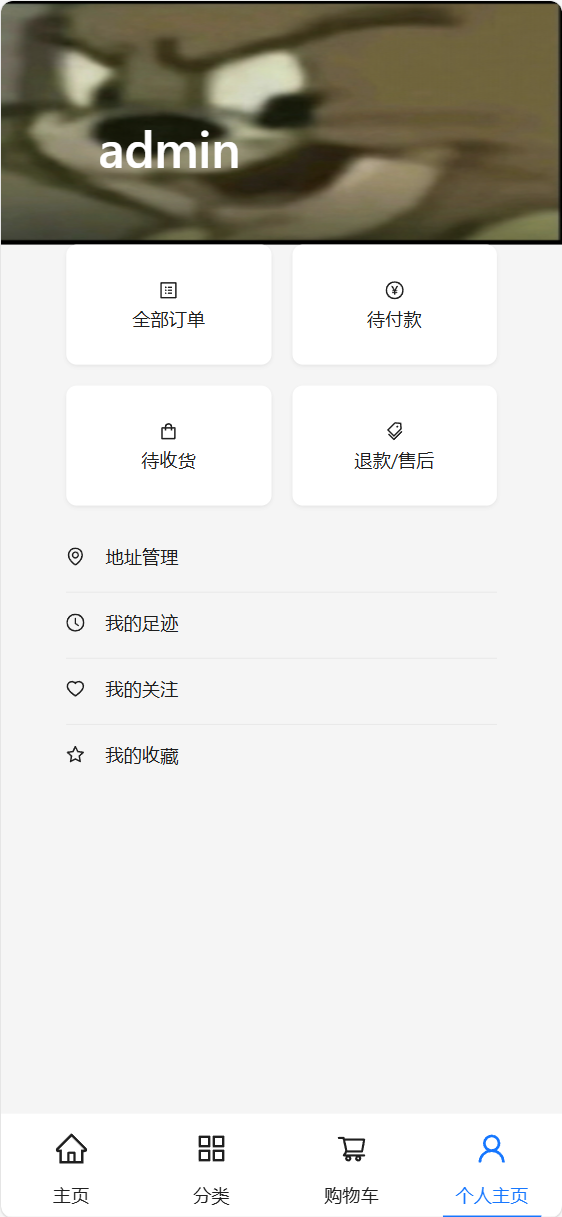 admin
全部订单
待付款
待收货
退款/售后
地址管理
我的足迹
我的关注
我的收藏
主页
分类
购物车
个人主页